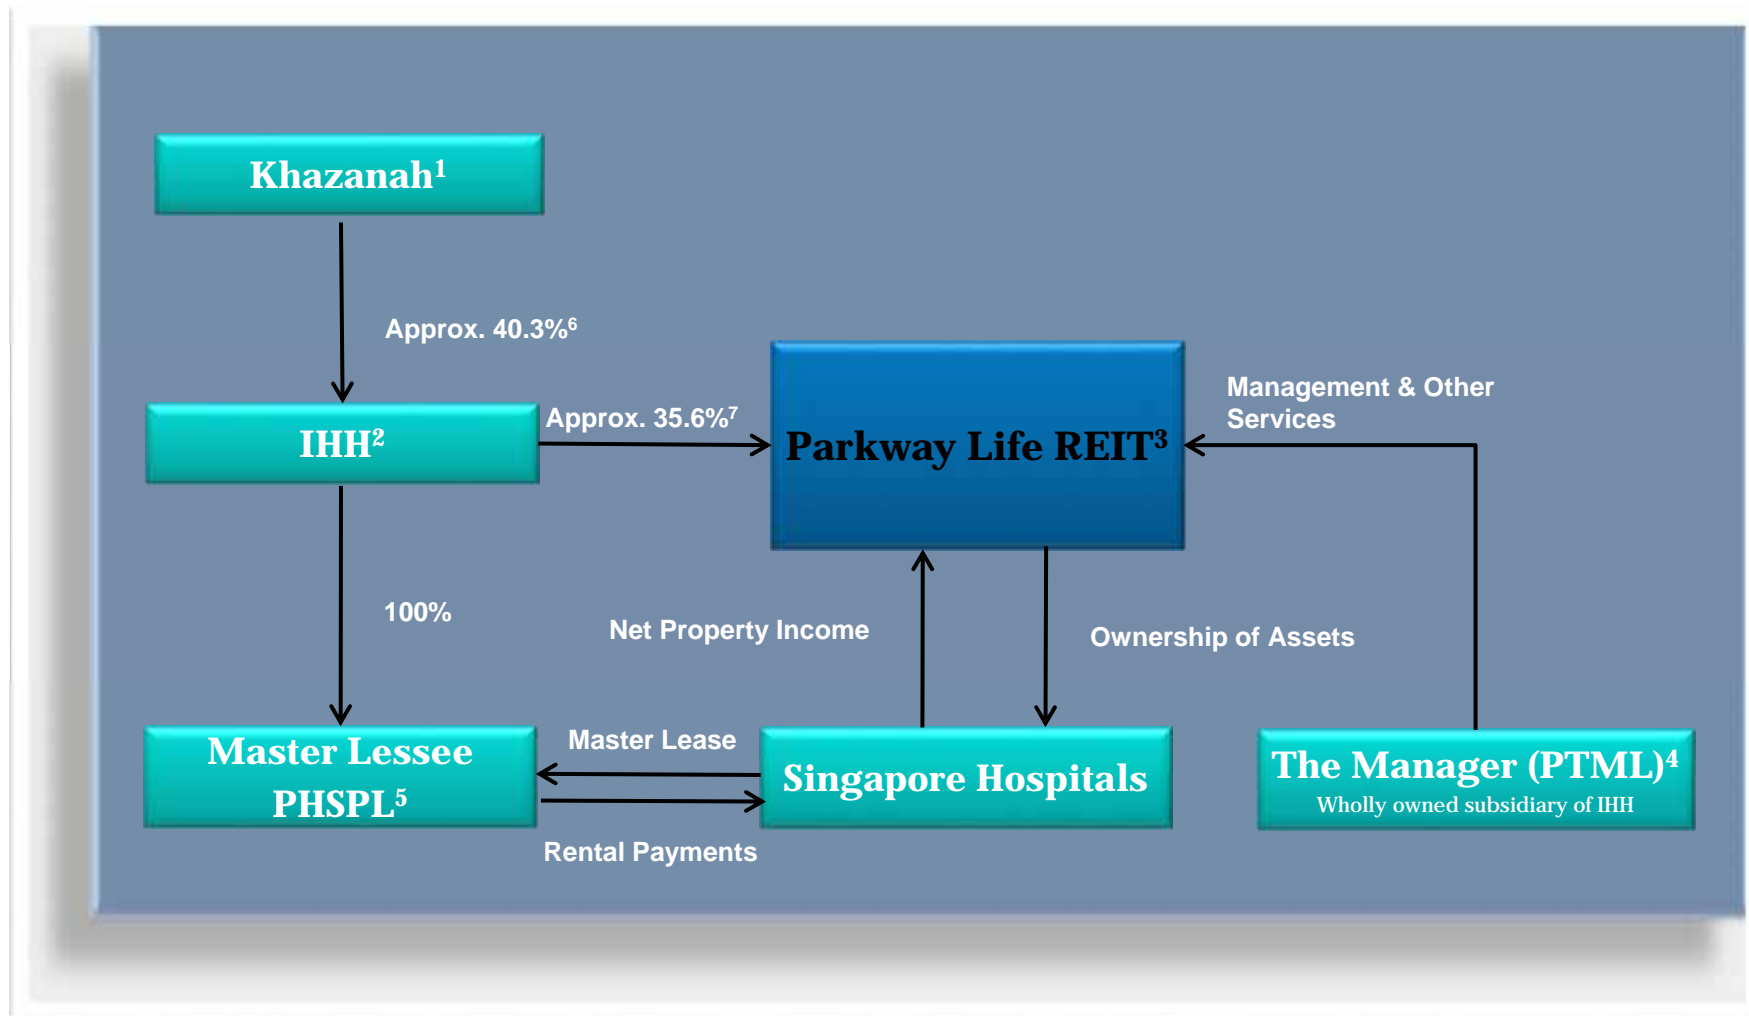 Khazanah¹
Approx. 40.3%⁶
IHH²
Approx. 35.6%⁷
Parkway Life REIT³
Management & Other
Services
100%
Net Property Income
Ownership of Assets
Master Lessee
PHSPL⁵
Master Lease
Rental Payments
Singapore Hospitals
The Manager (PTML)⁴
Wholly owned subsidiary of IHH